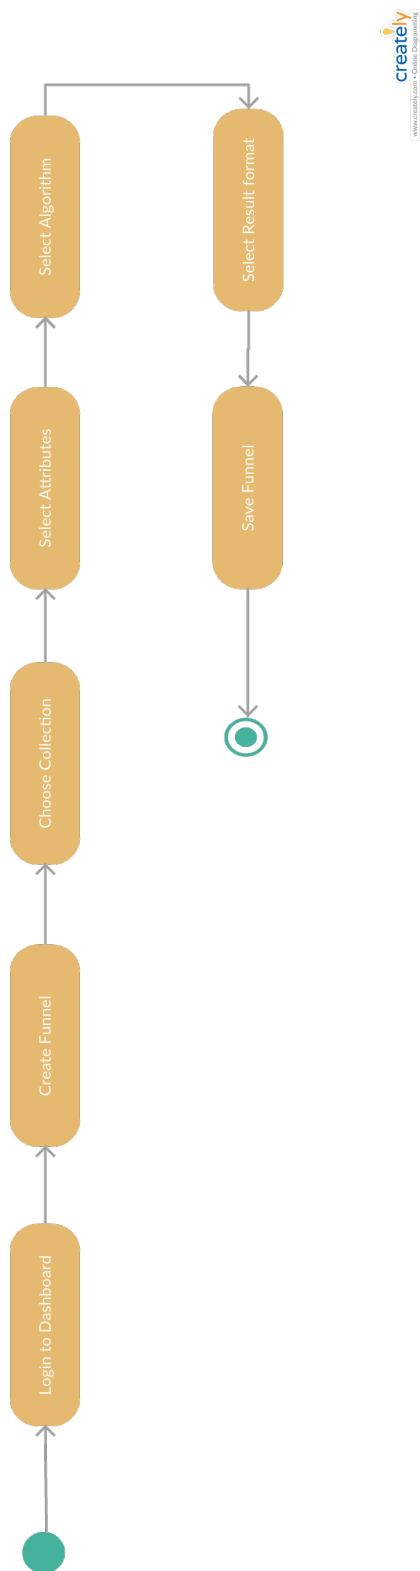 Login to Dashboard
Create Funnel
Choose Collection
Select Attributes
Select Algorithm
Select Result format
Save Funnel
creately
www.creately.com • Online Diagramming